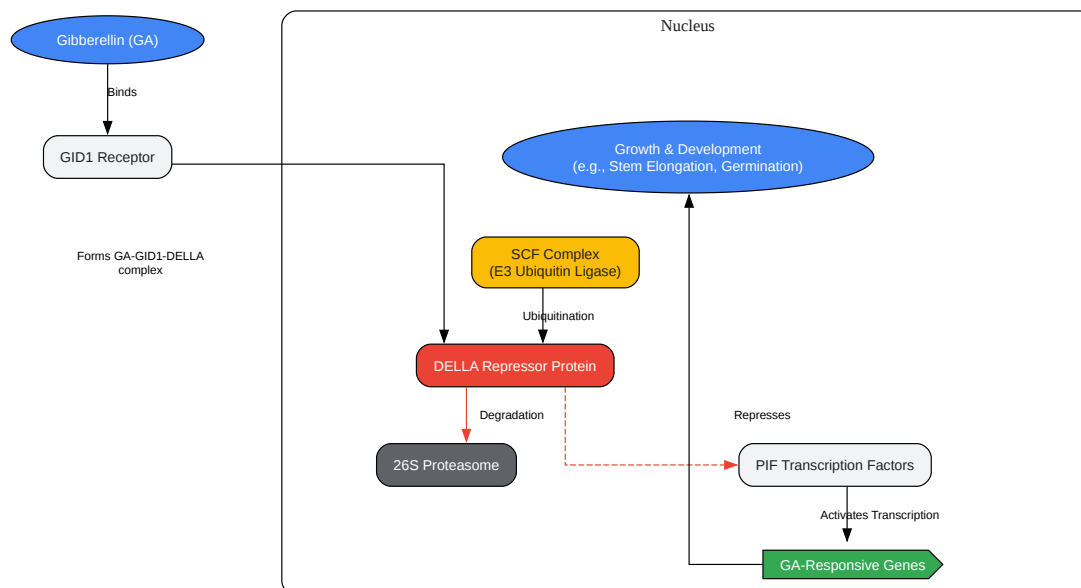 Nucleus
Gibberellin (GA)
Binds
GID1 Receptor
Growth & Development
(e.g., Stem Elongation, Germination)
Forms GA-GID1-DELLA
complex
SCF Complex
(E3 Ubiquitin Ligase)
Ubiquitination
DELLA Repressor Protein
Degradation
Represses
26S Proteasome
PIF Transcription Factors
Activates Transcription
GA-Responsive Genes